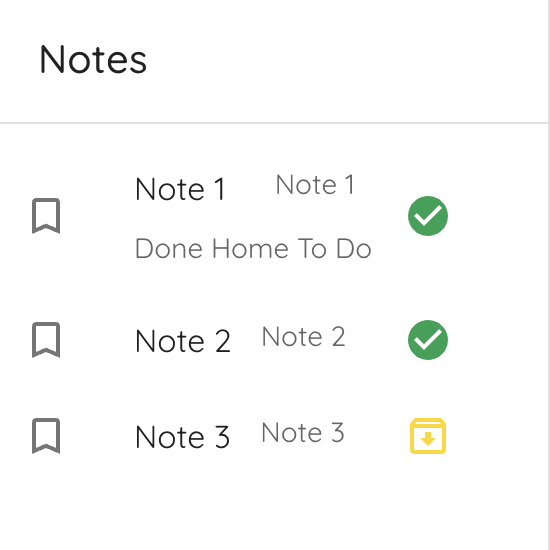 Notes
Note 1 Note 1
Done Home To Do
Note 2 Note 2
Note 3 Note 3